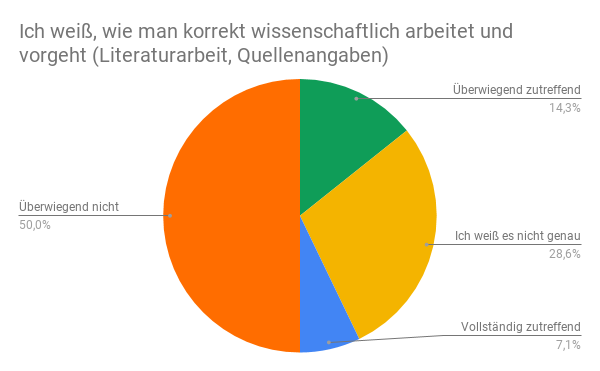 Ich weiß, wie man korrekt wissenschaftlich arbeitet und
vorgeht (Literaturarbeit, Quellenangaben)
Überwiegend zutreffend
14,3%
Überwiegend nicht
50,0%
Ich weiß es nicht genau
28,6%
Vollständig zutreffend
7,1%